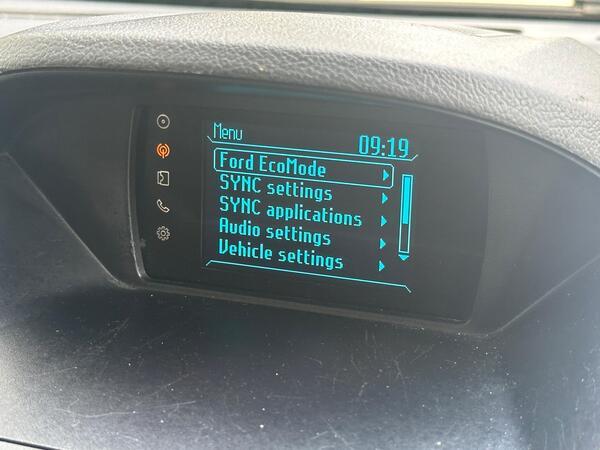 Menu
09:19
Ford EcoMode
SYNC settings
SYNC applications
Audio settings
Vehicle settings